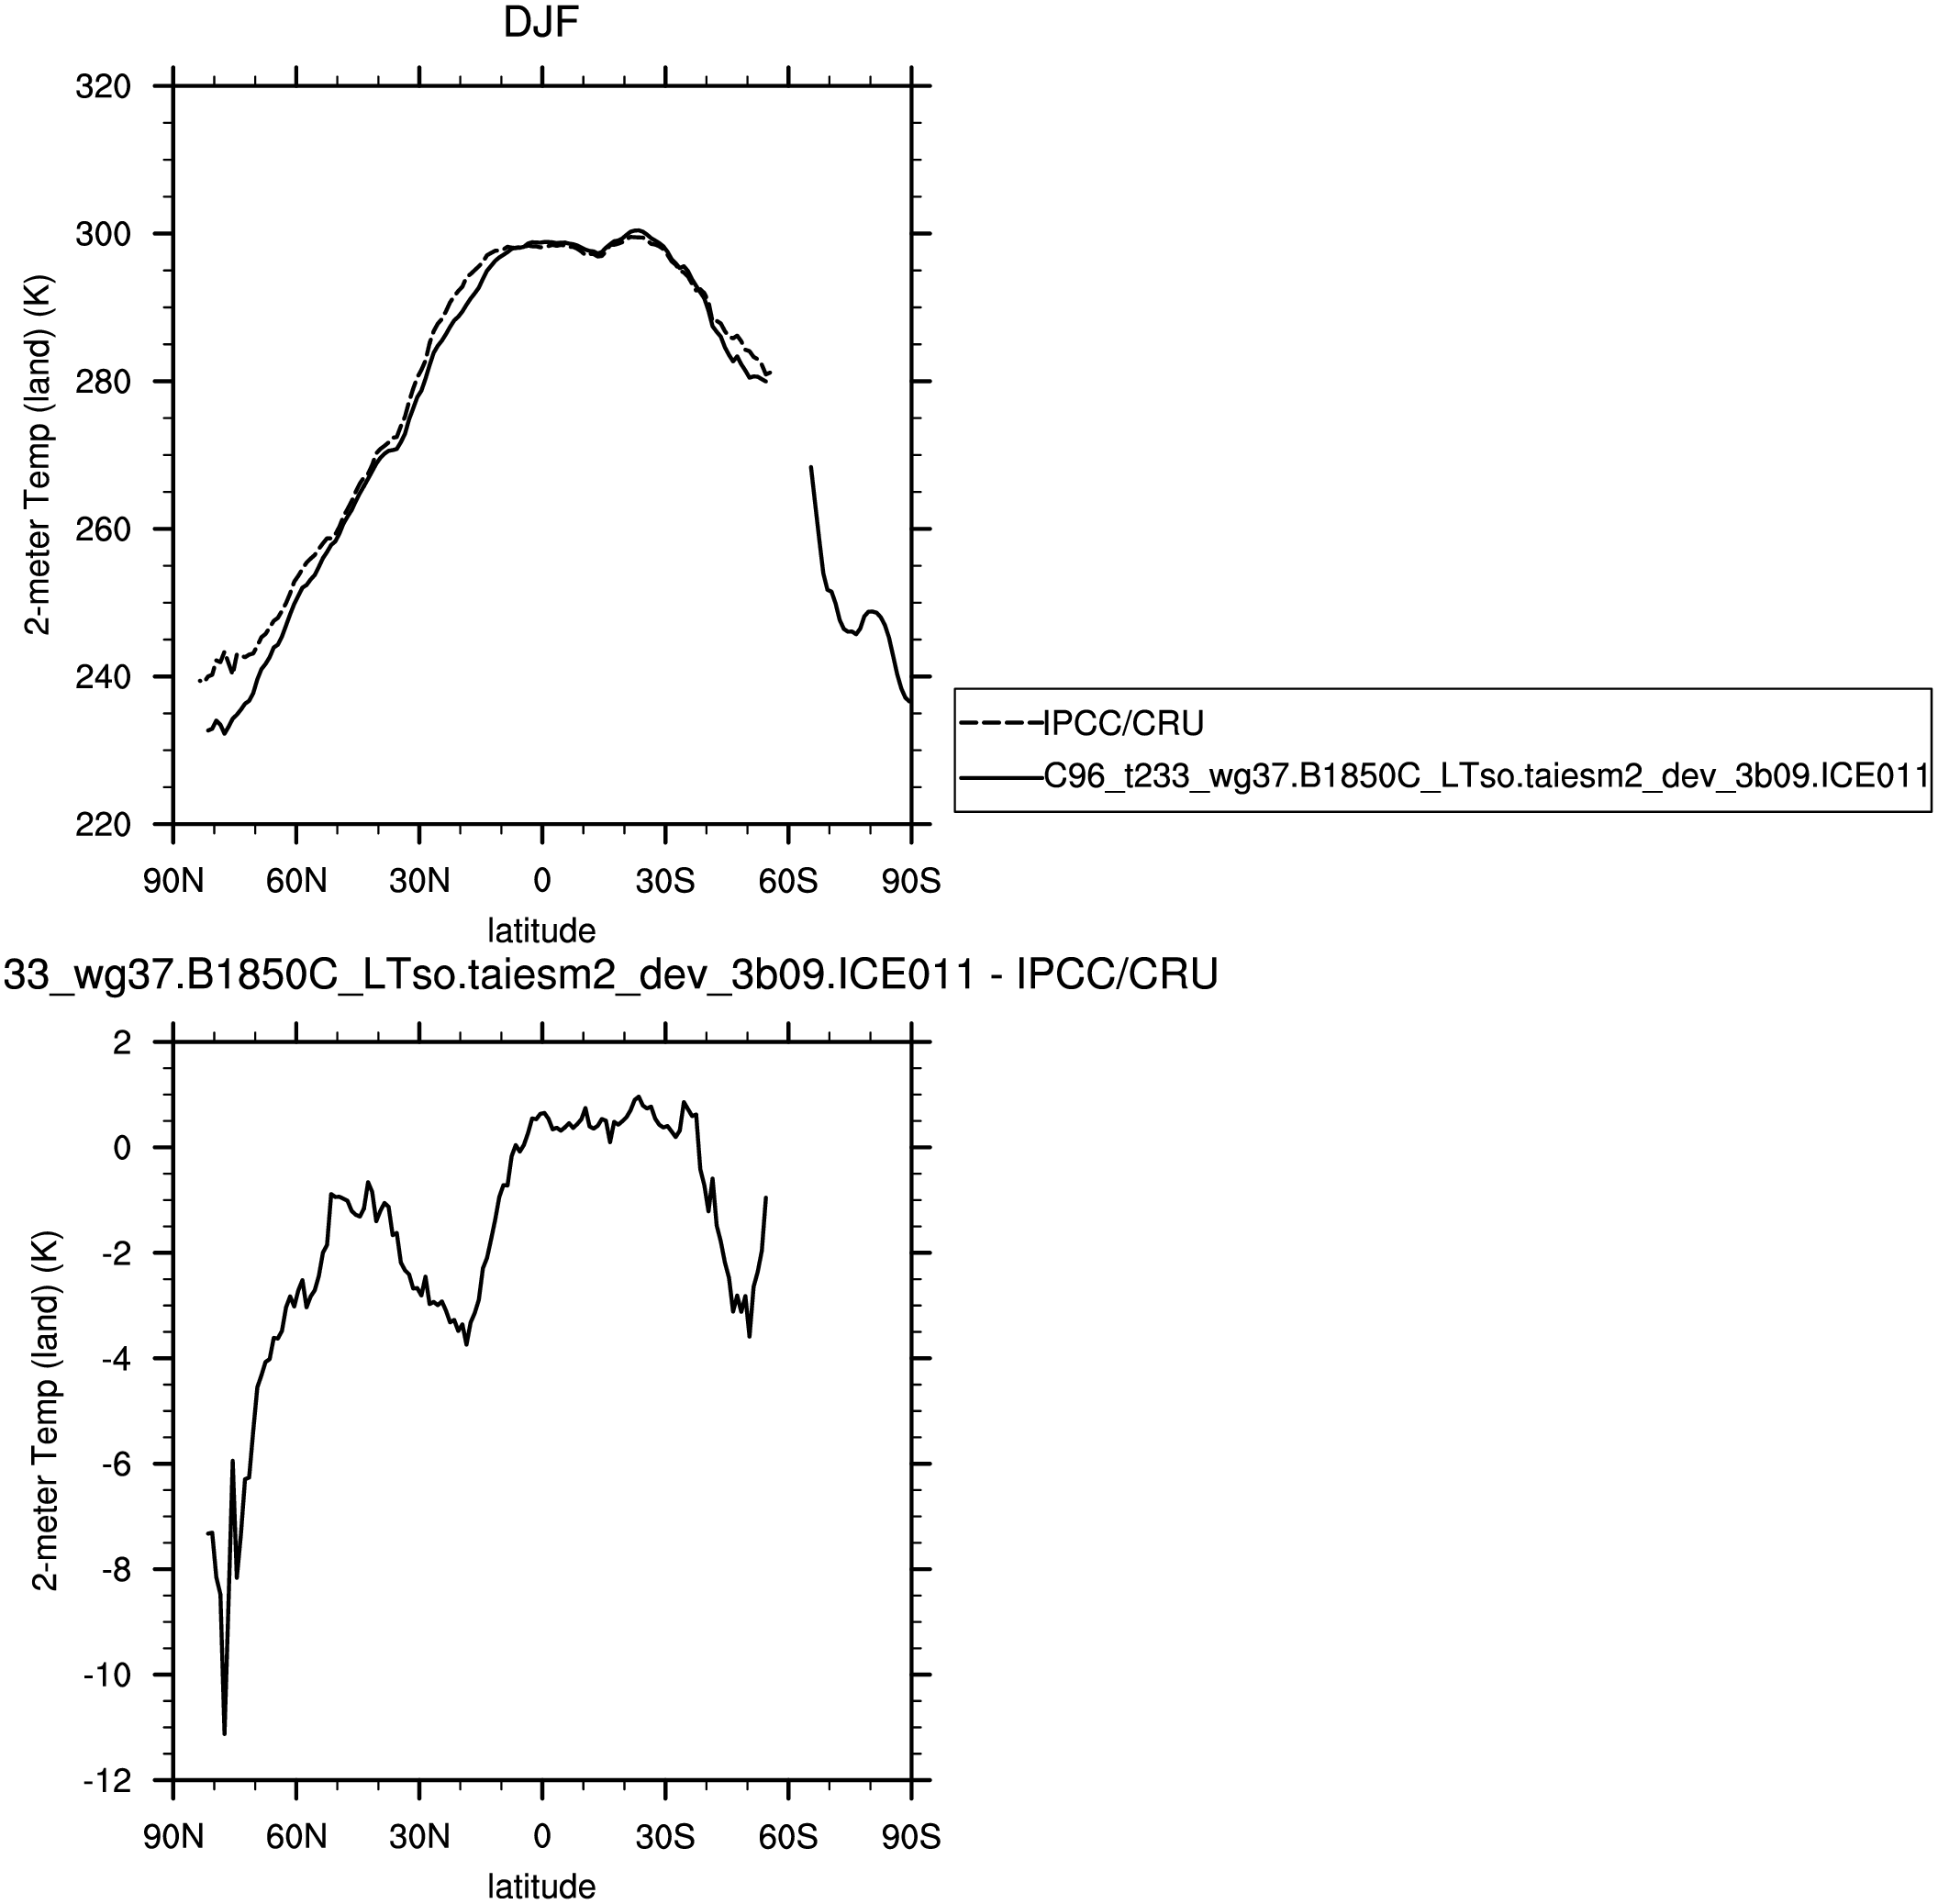 DJF
320
300
280
260
240
220
2-meter Temp (land) (K)
90N 60N 30N 0 30S 60S 90S
latitude
IPCC/CRU
C96_t233_wg37.B1850C_LTso.taiesm2_dev_3b09.ICE011
33_wg37.B1850C_LTso.taiesm2_dev_3b09.ICE011 - IPCC/CRU
2
0
-2
-4
-6
-8
-10
-12
2-meter Temp (land) (K)
90N 60N 30N 0 30S 60S 90S
latitude